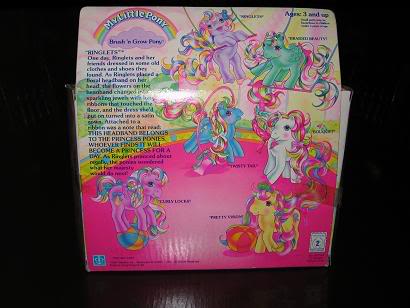 My Little Pony
Brush 'n Grow Pony
Ages: 3 and up
"RINGLETS"
One day, Ringlets and her
friends dressed in some old
clothes and shoes they
found. As Ringlets placed a
floral headband on her
head, the flowers on the
headband changed into
sparkling jewels with
ribbons that touched the
floor, and the dress she'd
put on turned into a satin
gown. Attached to a
ribbon was a note that read:
THIS HEADBAND BELONGS
TO THE PRINCESS PONIES.
WHOEVER FINDS IT WILL
BECOME A PRINCESS FOR A
DAY. As Ringlets pranced about
regally, the ponies wondered
what her majesty
would do next!
"RINGLETS"
"BRAIDED BEAUTY"
"BOUQUET"
"TWISTY TAIL"
"CURLY LOCKS"
"PRETTY VISION"
2